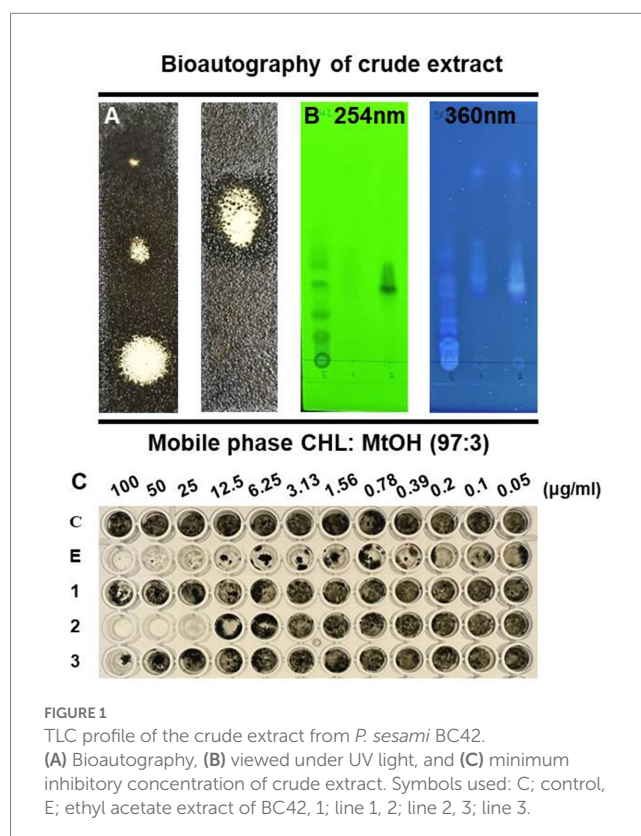 Bioautography of crude extract
A
B 254nm
360nm
C 1 2
C 1 2
Mobile phase CHL: MtOH (97:3)
C 100 50 25 12.5 6.25 3.13 1.56 0.78 0.39 0.2 0.1 0.05 (µg/ml)
C
E
1
2
3
FIGURE 1
TLC profile of the crude extract from P. sesami BC42.
(A) Bioautography, (B) viewed under UV light, and (C) minimum
inhibitory concentration of crude extract. Symbols used: C; control,
E; ethyl acetate extract of BC42, 1; line 1, 2; line 2, 3; line 3.